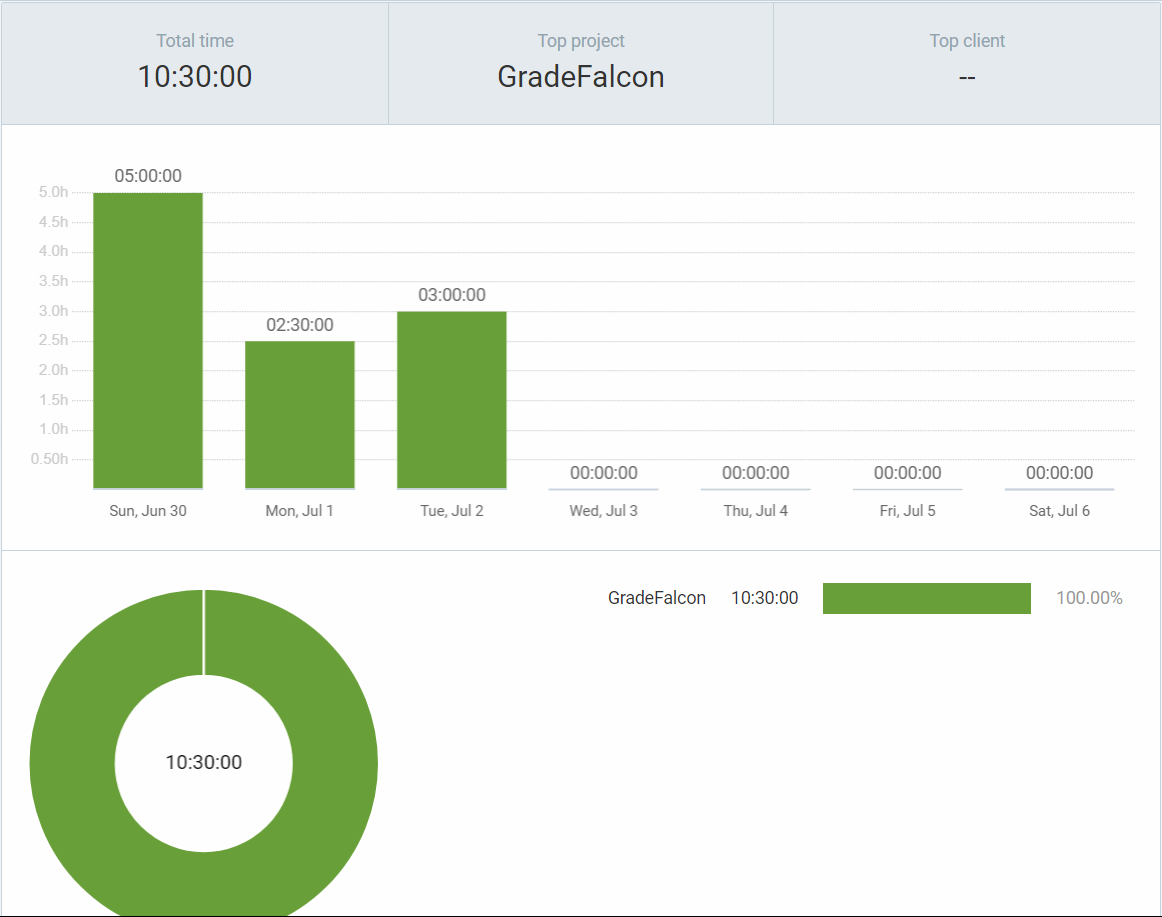 Total time
Top project
Top client
10:30:00
GradeFalcon
--
05:00:00
5.0h
4.5h
4.0h
3.5h
03:00:00
3.0h
02:30:00
2.5h
2.0h
1.5h
1.0h
0.50h
00:00:00
00:00:00
00:00:00
00:00:00
Sun, Jun 30
Mon, Jul 1
Tue, Jul 2
Wed, Jul 3
Thu, Jul 4
Fri, Jul 5
Sat, Jul 6
GradeFalcon 10:30:00 100.00%
10:30:00